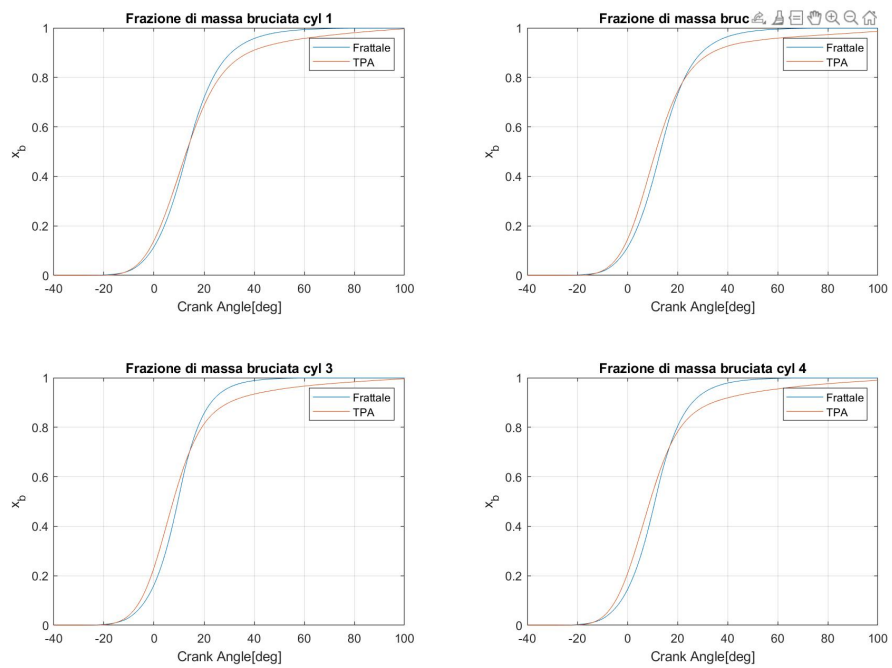 Frazione di massa bruciata cyl 1
Frattale
TPA
1
0.8
0.6
0.4
0.2
0
x_b
-40 -20 0 20 40 60 80 100
Crank Angle[deg]
Frazione di massa bruc
Frattale
TPA
1
0.8
0.6
0.4
0.2
0
x_b
-40 -20 0 20 40 60 80 100
Crank Angle[deg]
Frazione di massa bruciata cyl 3
Frattale
TPA
1
0.8
0.6
0.4
0.2
0
x_b
-40 -20 0 20 40 60 80 100
Crank Angle[deg]
Frazione di massa bruciata cyl 4
Frattale
TPA
1
0.8
0.6
0.4
0.2
0
x_b
-40 -20 0 20 40 60 80 100
Crank Angle[deg]